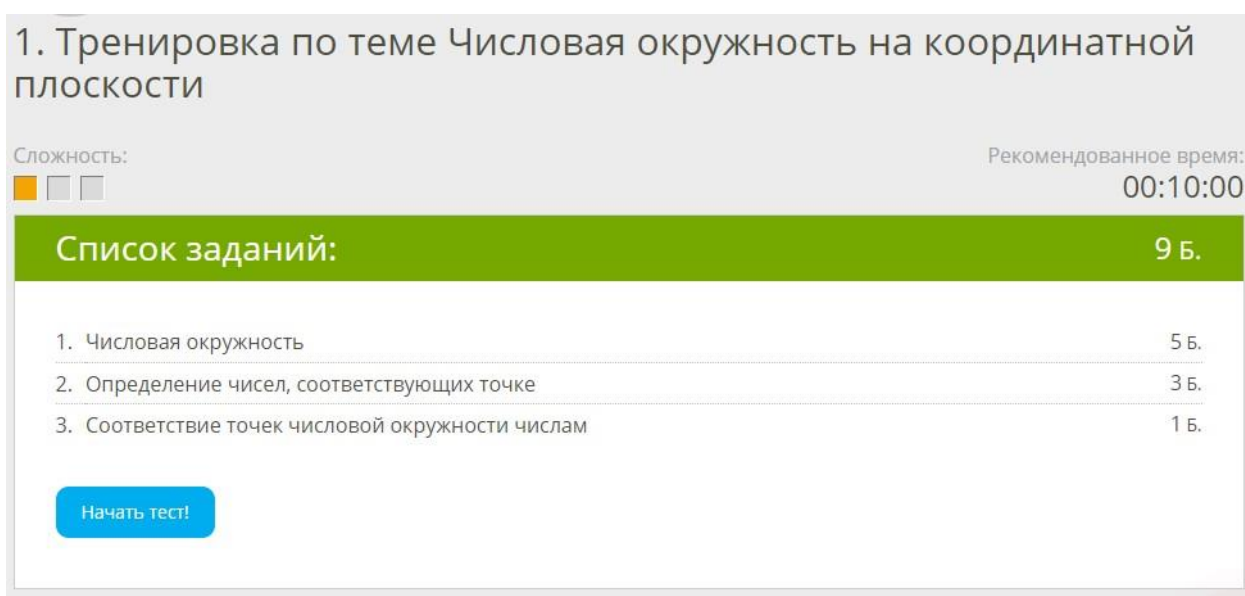 1. Тренировка по теме Числовая окружность на координатной
плоскости
Сложность:
Рекомендованное время:
00:10:00
Список заданий: 9 Б.
1. Числовая окружность 5 Б.
2. Определение чисел, соответствующих точке 3 Б.
3. Соответствие точек числовой окружности числам 1 Б.
Начать тест!